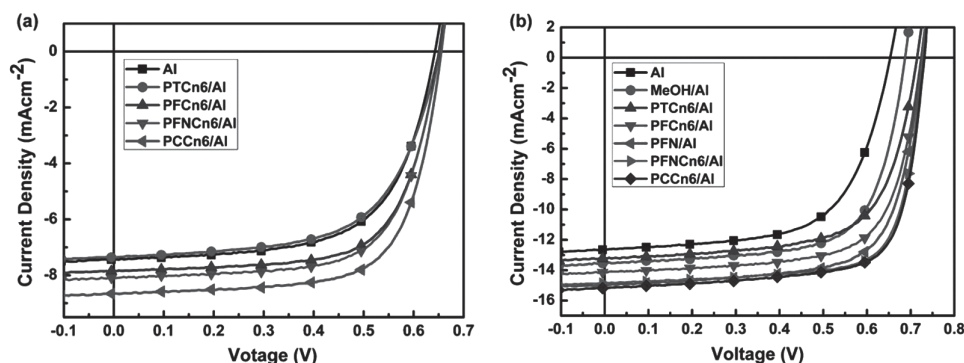 (a)
0
-2
-4
-6
-8
Current Density (mAcm-2)
Al
PTCn6/Al
PFCn6/Al
PFNCn6/Al
PCCn6/Al
-0.1 0.0 0.1 0.2 0.3 0.4 0.5 0.6 0.7
Votage (V)
(b)
2
0
-2
-4
-6
-8
-10
-12
-14
-16
Current Density (mAcm-2)
Al
MeOH/Al
PTCn6/Al
PFCn6/Al
PFN/Al
PFNCn6/Al
PCCn6/Al
-0.1 0.0 0.1 0.2 0.3 0.4 0.5 0.6 0.7 0.8
Voltage (V)